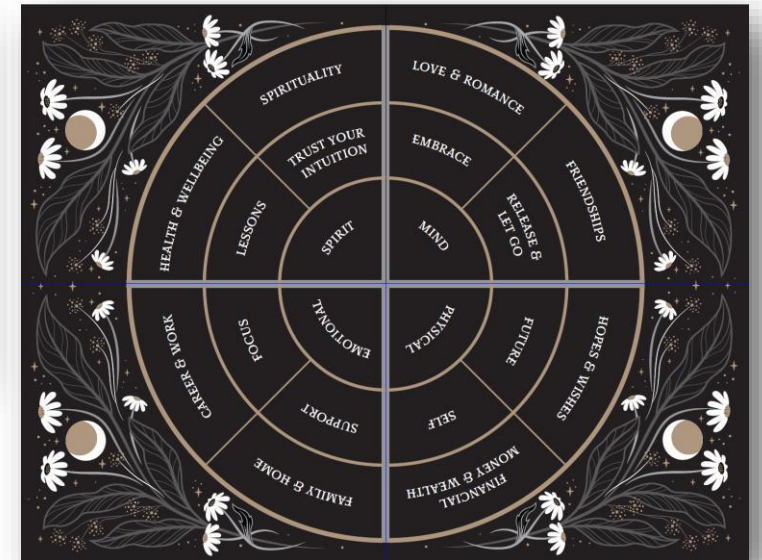 SPIRITUALITY
LOVE & ROMANCE
TRUST YOUR
INTUITION
EMBRACE
HEALTH & WELLBEING
LESSONS
SPIRIT
MIND
RELEASE &
LET GO
FRIENDSHIPS
CAREER & WORK
FOCUS
EMOTIONAL
PHYSICAL
FUTURE
HOPES & WISHES
SUPPORT
SELF
FAMILY & HOME
FINANCIAL
MONEY & WEALTH